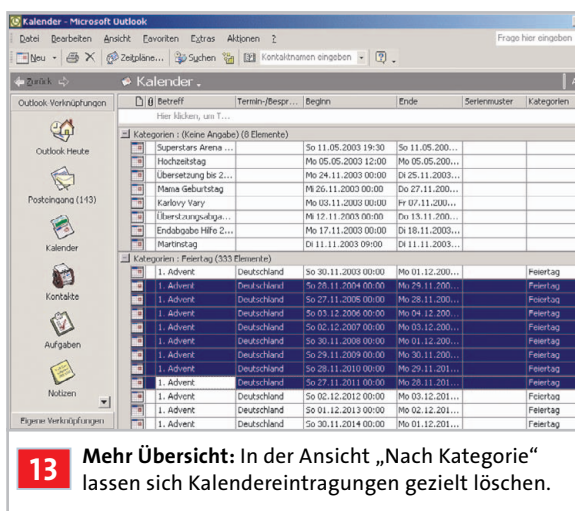 Kalender - Microsoft Outlook
Datei Bearbeiten Ansicht Favoriten Extras Aktionen ? Frage hier eingeben
Neu Zeitpläne... Suchen Kontaktnamen eingeben
Zurück Kalender.
Outlook Verknüpfungen
Outlook Heute
Posteingang (143)
Kalender
Kontakte
Aufgaben
Notizen
Eigene Verknüpfungen
Betreff Termin-/Bespr... Beginn Ende Serienmuster Kategorien
Hier klicken, um T...
Kategorien : (Keine Angabe) (8 Elemente)
Superstars Arena ... So 11.05.2003 19:30 So 11.05.200...
Hochzeitstag Mo 05.05.2003 12:00 Mo 05.05.200...
Übersetzung bis 2... Mo 24.11.2003 00:00 Di 25.11.2003...
Mama Geburtstag Mi 26.11.2003 00:00 Do 27.11.200...
Karlovy Vary Mo 03.11.2003 00:00 Fr 07.11.200...
Überstzungsabga... Mi 12.11.2003 00:00 Do 13.11.200...
Endabgabe Hilfe 2... Mo 17.11.2003 00:00 Di 18.11.2003...
Martinstag Di 11.11.2003 09:00 Di 11.11.2003...
Kategorien : Feiertag (333 Elemente)
1. Advent Deutschland So 30.11.2003 00:00 Mo 01.12.200... Feiertag
1. Advent Deutschland So 28.11.2004 00:00 Mo 29.11.200... Feiertag
1. Advent Deutschland So 27.11.2005 00:00 Mo 28.11.200... Feiertag
1. Advent Deutschland So 03.12.2006 00:00 Mo 04.12.200... Feiertag
1. Advent Deutschland So 02.12.2007 00:00 Mo 03.12.200... Feiertag
1. Advent Deutschland So 30.11.2008 00:00 Mo 01.12.200... Feiertag
1. Advent Deutschland So 29.11.2009 00:00 Mo 30.11.200... Feiertag
1. Advent Deutschland So 28.11.2010 00:00 Mo 29.11.201... Feiertag
1. Advent Deutschland So 27.11.2011 00:00 Mo 28.11.201... Feiertag
1. Advent Deutschland So 02.12.2012 00:00 Mo 03.12.201... Feiertag
1. Advent Deutschland So 01.12.2013 00:00 Mo 02.12.201... Feiertag
1. Advent Deutschland So 30.11.2014 00:00 Mo 01.12.201... Feiertag
13 Mehr Übersicht: In der Ansicht „Nach Kategorie“
lassen sich Kalendereintragungen gezielt löschen.